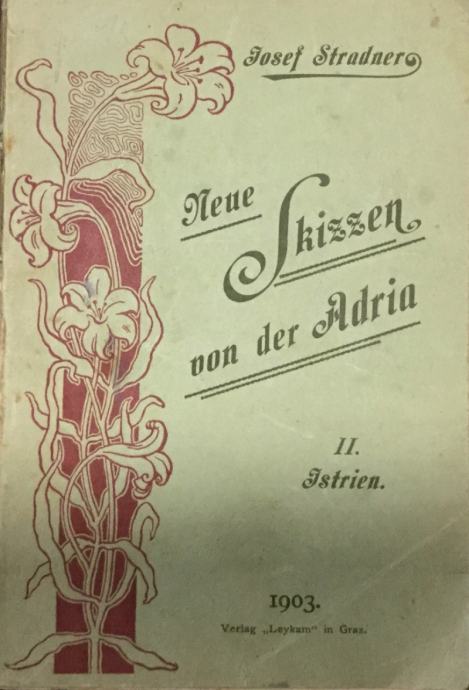 Josef Stradner
Neue
Skizzen
von der Adria
II.
Istrien.
1903.
Verlag „Leykam“ in Graz.